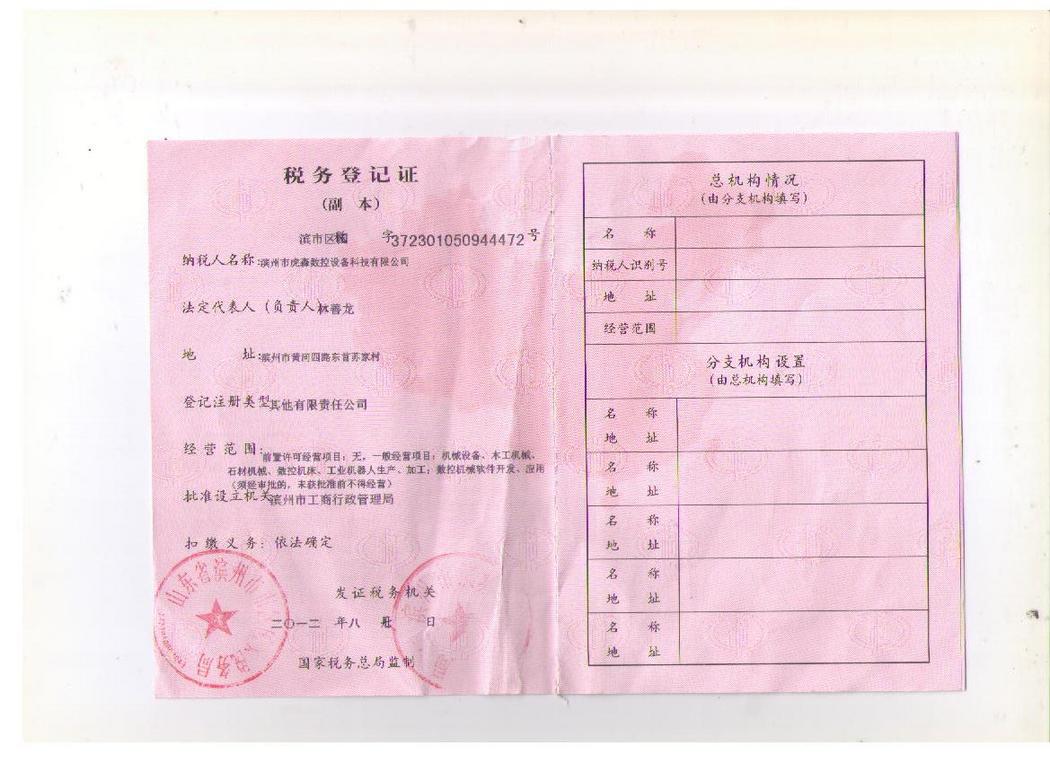 税务登记证
(副 本)
滨市区税 字372301050944472号
纳税人名称:滨州市虎森数控设备科技有限公司
法定代表人(负责人)林善龙
地 址:滨州市黄河四路东首苏家村
登记注册类型其他有限责任公司
经营范围:前置许可经营项目:无,一般经营项目:机械设备、木工机械、
石材机械、数控机床、工业机器人生产、加工;数控机械软件开发、应用
(须经审批的,未获批准前不得经营)
批准设立机关滨州市工商行政管理局
扣缴义务:依法确定
发证税务机关
二〇一二 年八 月 日
国家税务总局监制
山东省滨州市
税务局
总机构情况
(由分支机构填写)
名 称
纳税人识别号
地 址
经营范围
分支机构设置
(由总机构填写)
名 称
地 址
名 称
地 址
名 称
地 址
名 称
地 址
名 称
地 址